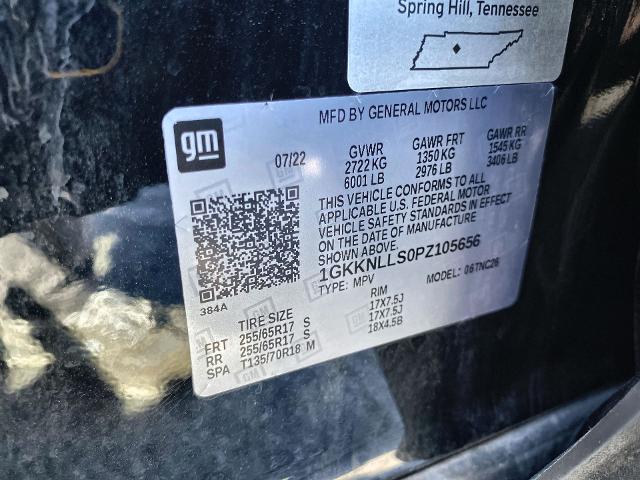 Spring Hill, Tennessee
MFD BY GENERAL MOTORS LLC
gm
07/22
GVWR
2722 KG
6001 LB
GAWR FRT
1350 KG
2976 LB
GAWR RR
1545 KG
3406 LB
THIS VEHICLE CONFORMS TO ALL
APPLICABLE U.S. FEDERAL MOTOR
VEHICLE SAFETY STANDARDS IN EFFECT
ON THE DATE OF MANUFACTURE
SHOWN ABOVE.
1GKKNLLS0PZ105656
TYPE: MPV
MODEL: 06TNC26
384A
TIRE SIZE RIM
FRT 255/65R17 S 17X7.5J
RR 255/65R17 S 17X7.5J
SPA T135/70R18 M 18X4.5B